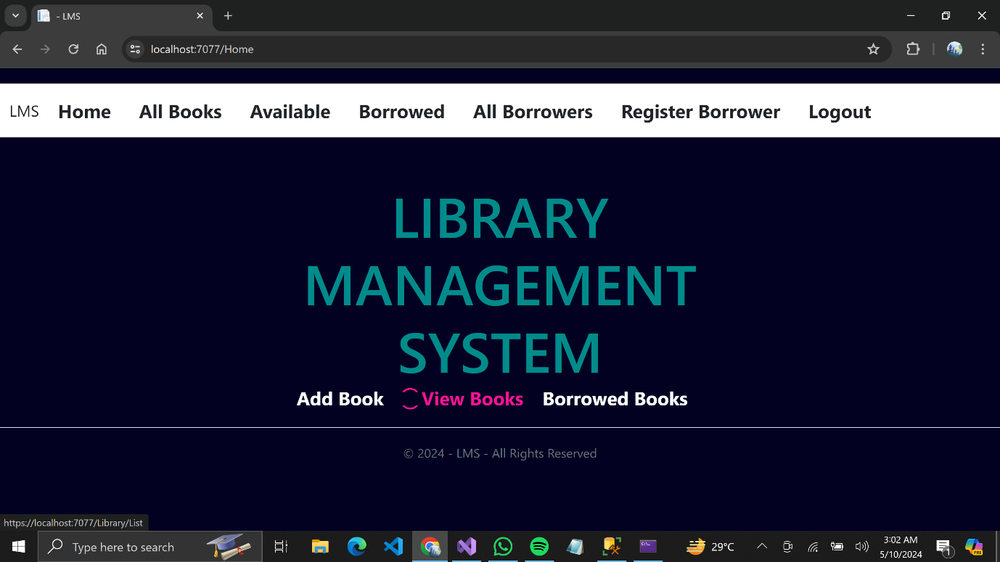 - LMS
localhost:7077/Home
LMS Home All Books Available Borrowed All Borrowers Register Borrower Logout
LIBRARY
MANAGEMENT
SYSTEM
Add Book View Books Borrowed Books
© 2024 - LMS - All Rights Reserved
https://localhost:7077/Library/List
Type here to search
29°C
3:02 AM
5/10/2024
1
PRE